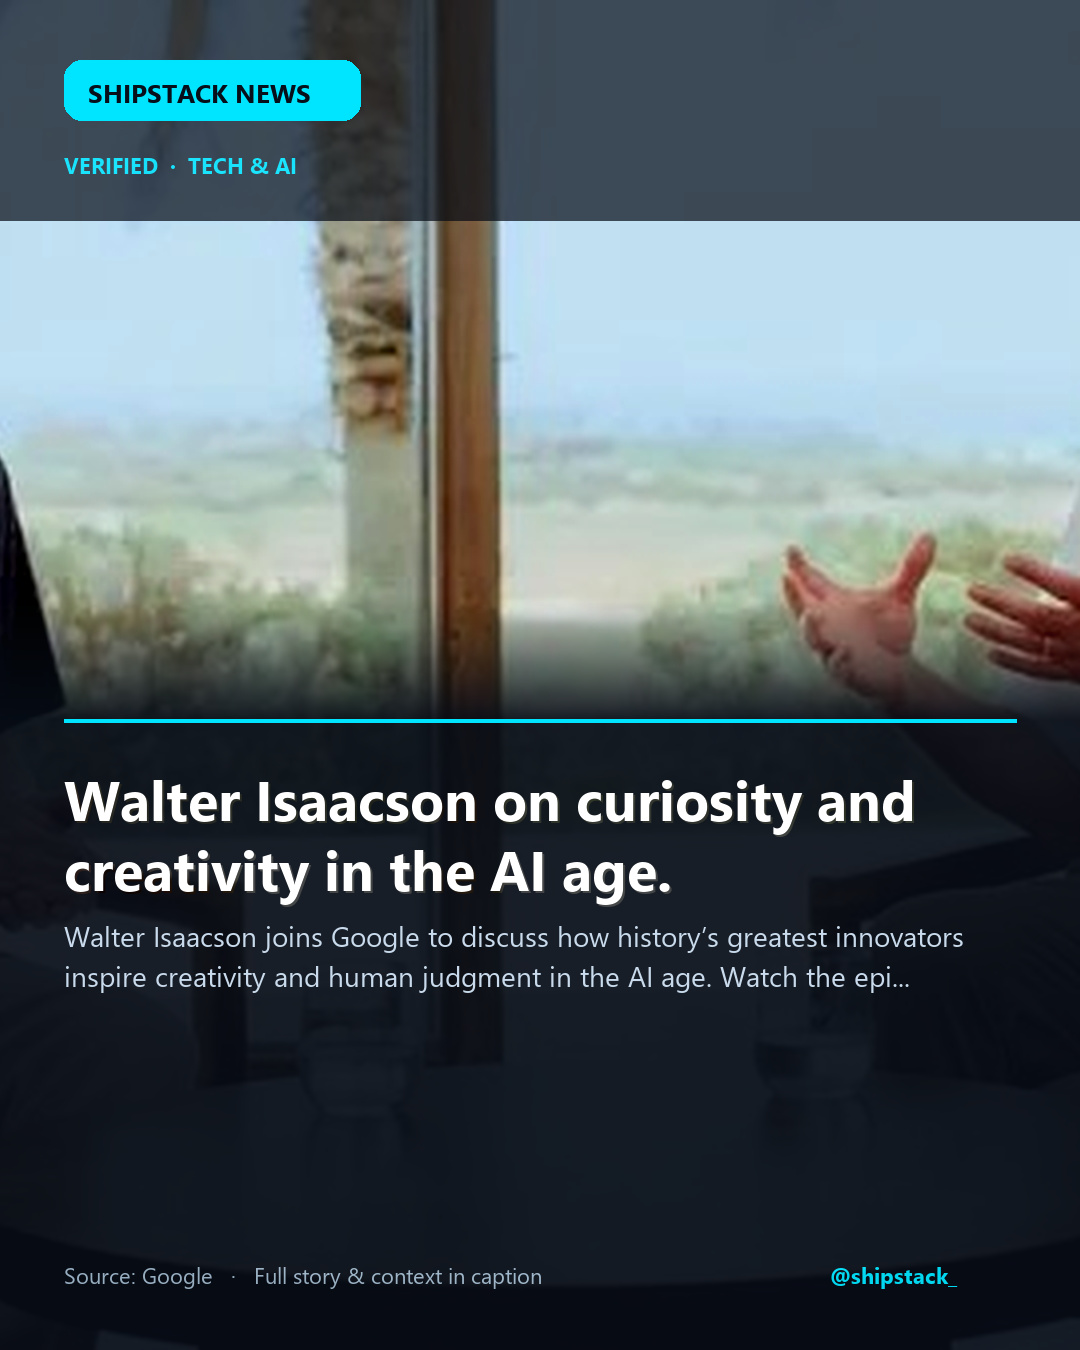 SHIPSTACK NEWS
VERIFIED · TECH & AI
Walter Isaacson on curiosity and
creativity in the AI age.
Walter Isaacson joins Google to discuss how history’s greatest innovators
inspire creativity and human judgment in the AI age. Watch the epi...
Source: Google · Full story & context in caption
@shipstack_